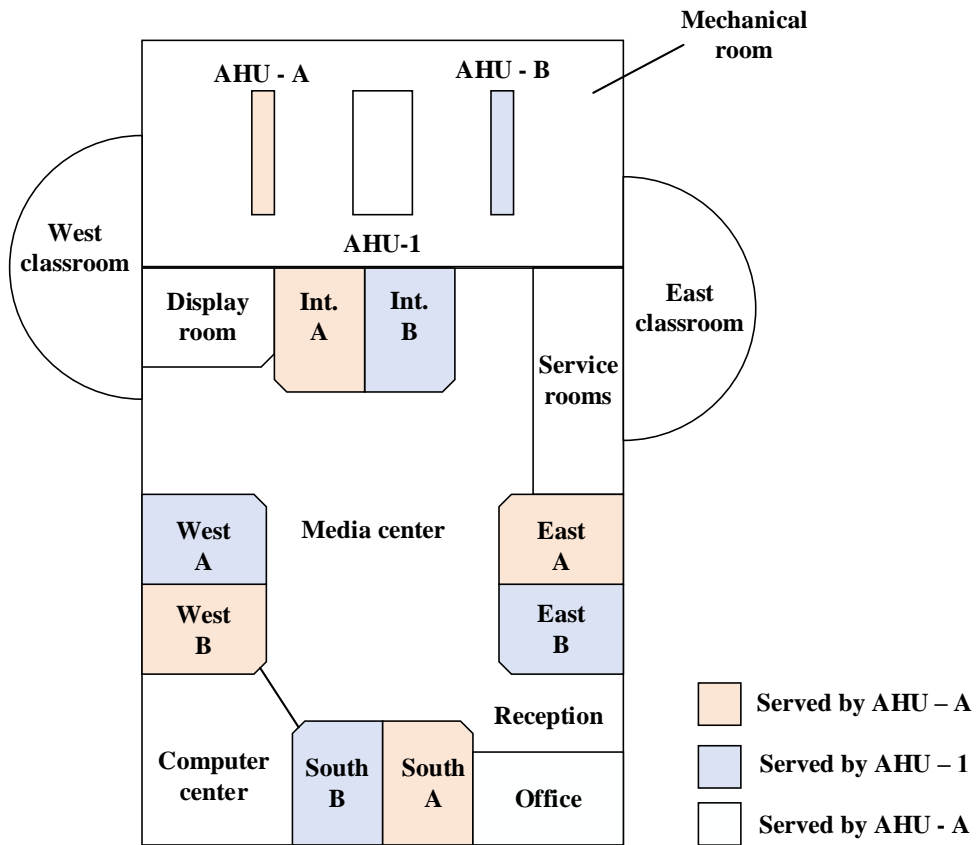 Mechanical
room
AHU - A
AHU - B
AHU-1
West
classroom
East
classroom
Display
room
Int.
A
Int.
B
Service
rooms
West
A
Media center
East
A
West
B
East
B
Reception
Computer
center
South
B
South
A
Office
Served by AHU – A
Served by AHU – 1
Served by AHU - A